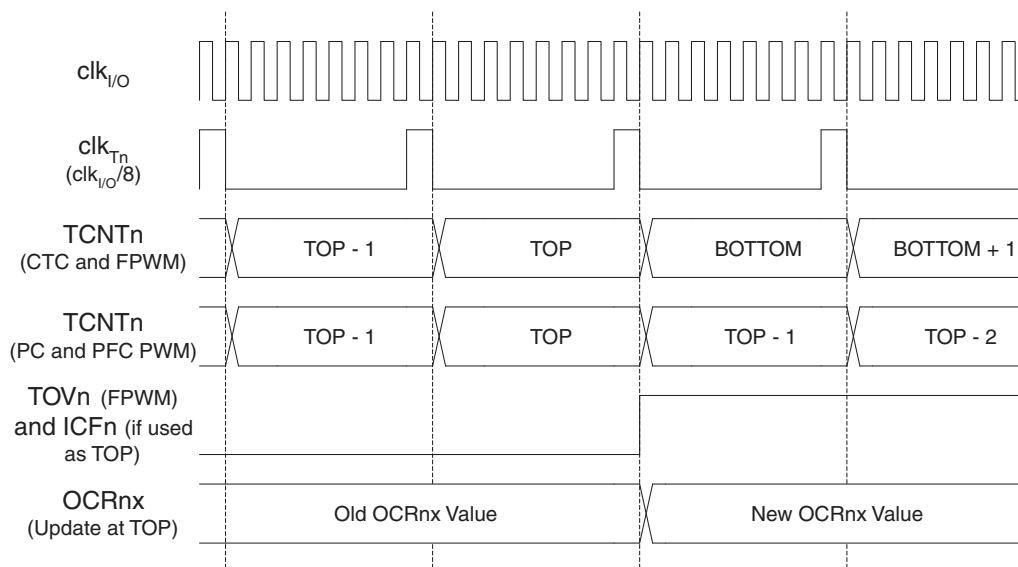 clkI/O
clkTn
(clkI/O/8)
TCNTn
(CTC and FPWM)
TOP - 1
TOP
BOTTOM
BOTTOM + 1
TCNTn
(PC and PFC PWM)
TOP - 1
TOP
TOP - 1
TOP - 2
TOVn (FPWM)
and ICFn (if used
as TOP)
OCRnx
(Update at TOP)
Old OCRnx Value
New OCRnx Value